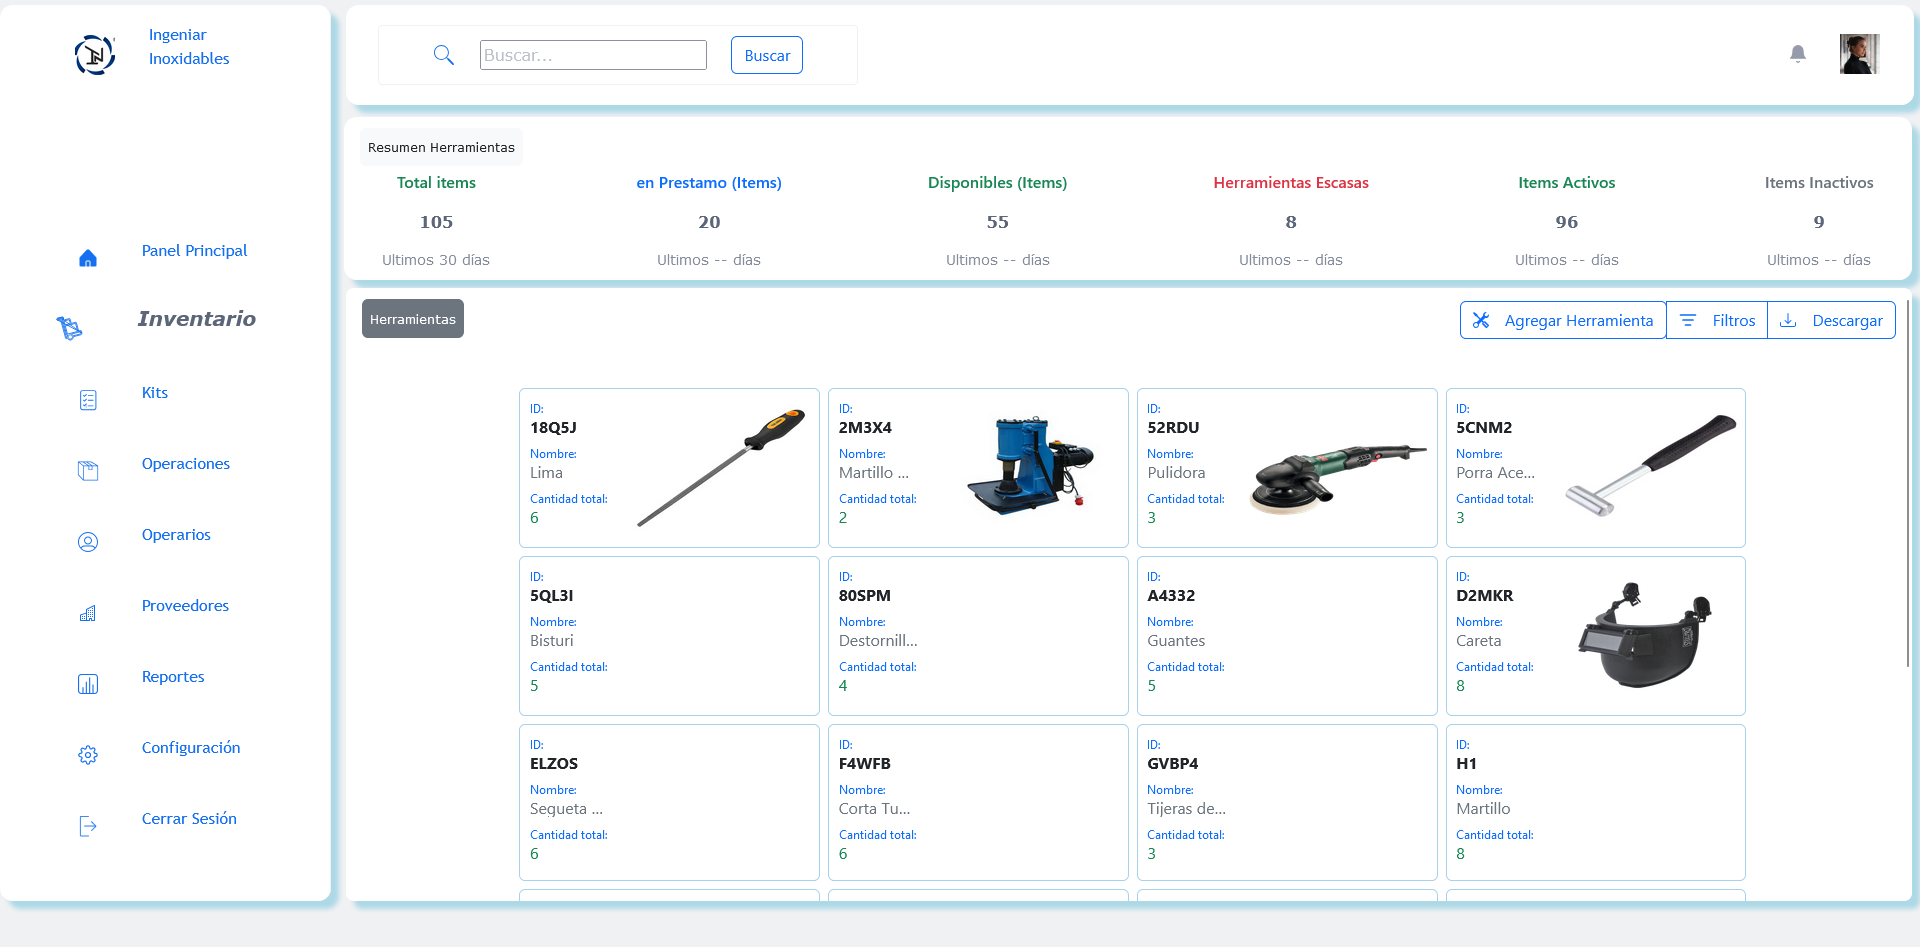 Ingeniar
Inoxidables
Buscar...
Buscar
Resumen Herramientas
Total items
en Prestamo (Items)
Disponibles (Items)
Herramientas Escasas
Items Activos
Items Inactivos
105
20
55
8
96
9
Ultimos 30 días
Ultimos -- días
Ultimos -- días
Ultimos -- días
Ultimos -- días
Ultimos -- días
Panel Principal
Inventario
Kits
Operaciones
Operarios
Proveedores
Reportes
Configuración
Cerrar Sesión
Herramientas
Agregar Herramienta
Filtros
Descargar
ID:
18Q5J
Nombre:
Lima
Cantidad total:
6
ID:
2M3X4
Nombre:
Martillo ...
Cantidad total:
2
ID:
52RDU
Nombre:
Pulidora
Cantidad total:
3
ID:
5CNM2
Nombre:
Porra Ace...
Cantidad total:
3
ID:
5QL3I
Nombre:
Bisturi
Cantidad total:
5
ID:
80SPM
Nombre:
Destornill...
Cantidad total:
4
ID:
A4332
Nombre:
Guantes
Cantidad total:
5
ID:
D2MKR
Nombre:
Careta
Cantidad total:
8
ID:
ELZOS
Nombre:
Segueta ...
Cantidad total:
6
ID:
F4WFB
Nombre:
Corta Tu...
Cantidad total:
6
ID:
GVBP4
Nombre:
Tijeras de...
Cantidad total:
3
ID:
H1
Nombre:
Martillo
Cantidad total:
8